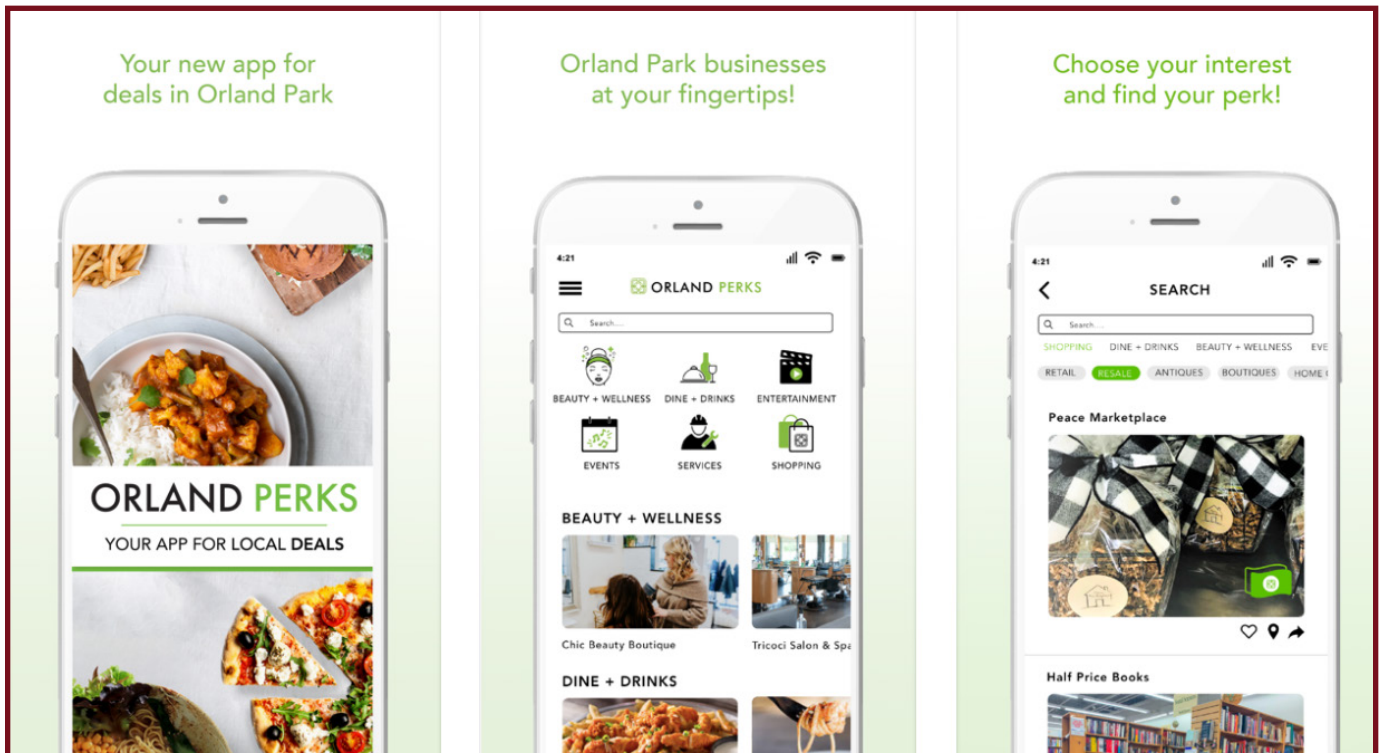 Your new app for
deals in Orland Park
ORLAND PERKS
YOUR APP FOR LOCAL DEALS
Orland Park businesses
at your fingertips!
4:21
ORLAND PERKS
Search....
BEAUTY + WELLNESS DINE + DRINKS ENTERTAINMENT
EVENTS SERVICES SHOPPING
BEAUTY + WELLNESS
Chic Beauty Boutique Tricoci Salon & Spa
DINE + DRINKS
Choose your interest
and find your perk!
4:21
SEARCH
Search....
SHOPPING DINE + DRINKS BEAUTY + WELLNESS EVE
RETAIL RESALE ANTIQUES BOUTIQUES HOME
Peace Marketplace
Half Price Books